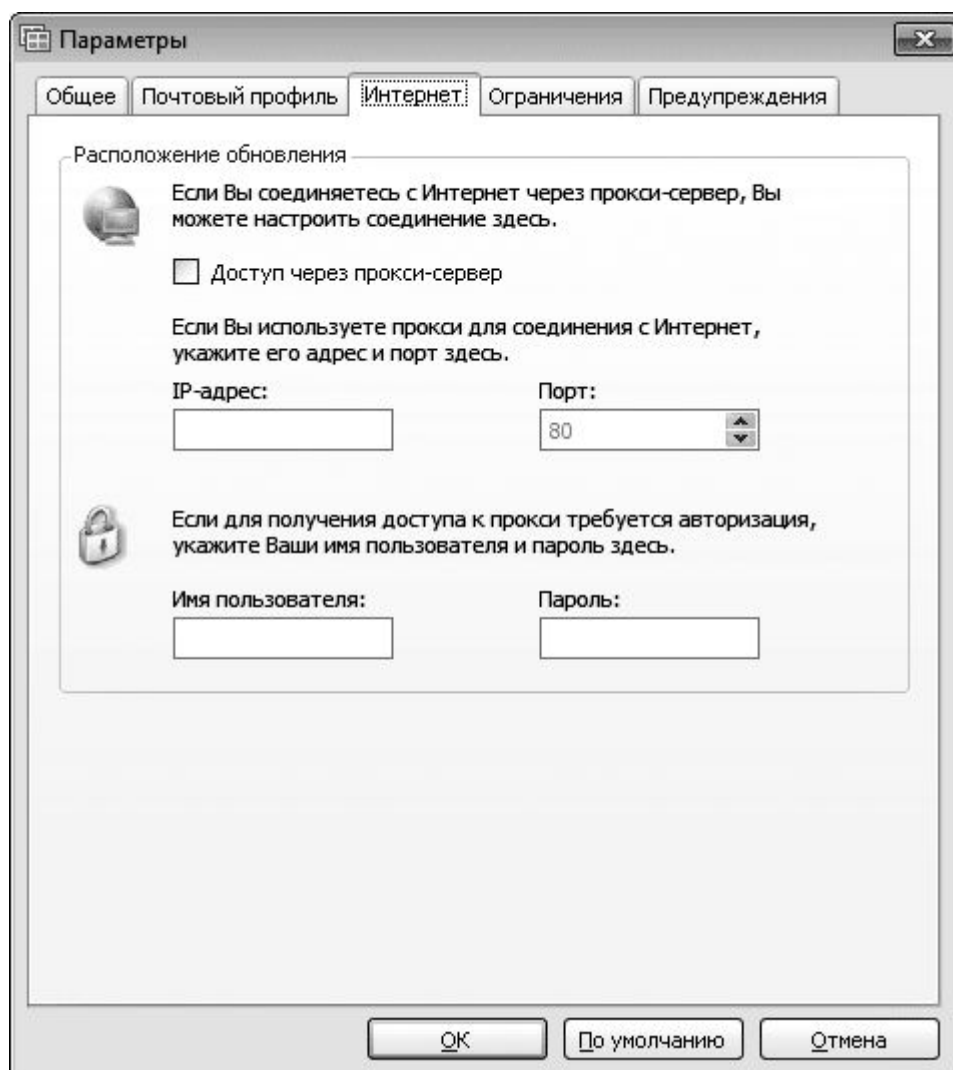 Параметры
Общее Почтовый профиль Интернет Ограничения Предупреждения
Расположение обновления
Если Вы соединяетесь с Интернет через прокси-сервер, Вы
можете настроить соединение здесь.
Доступ через прокси-сервер
Если Вы используете прокси для соединения с Интернет,
укажите его адрес и порт здесь.
IP-адрес: Порт:
80
Если для получения доступа к прокси требуется авторизация,
укажите Ваши имя пользователя и пароль здесь.
Имя пользователя: Пароль:
OK По умолчанию Отмена